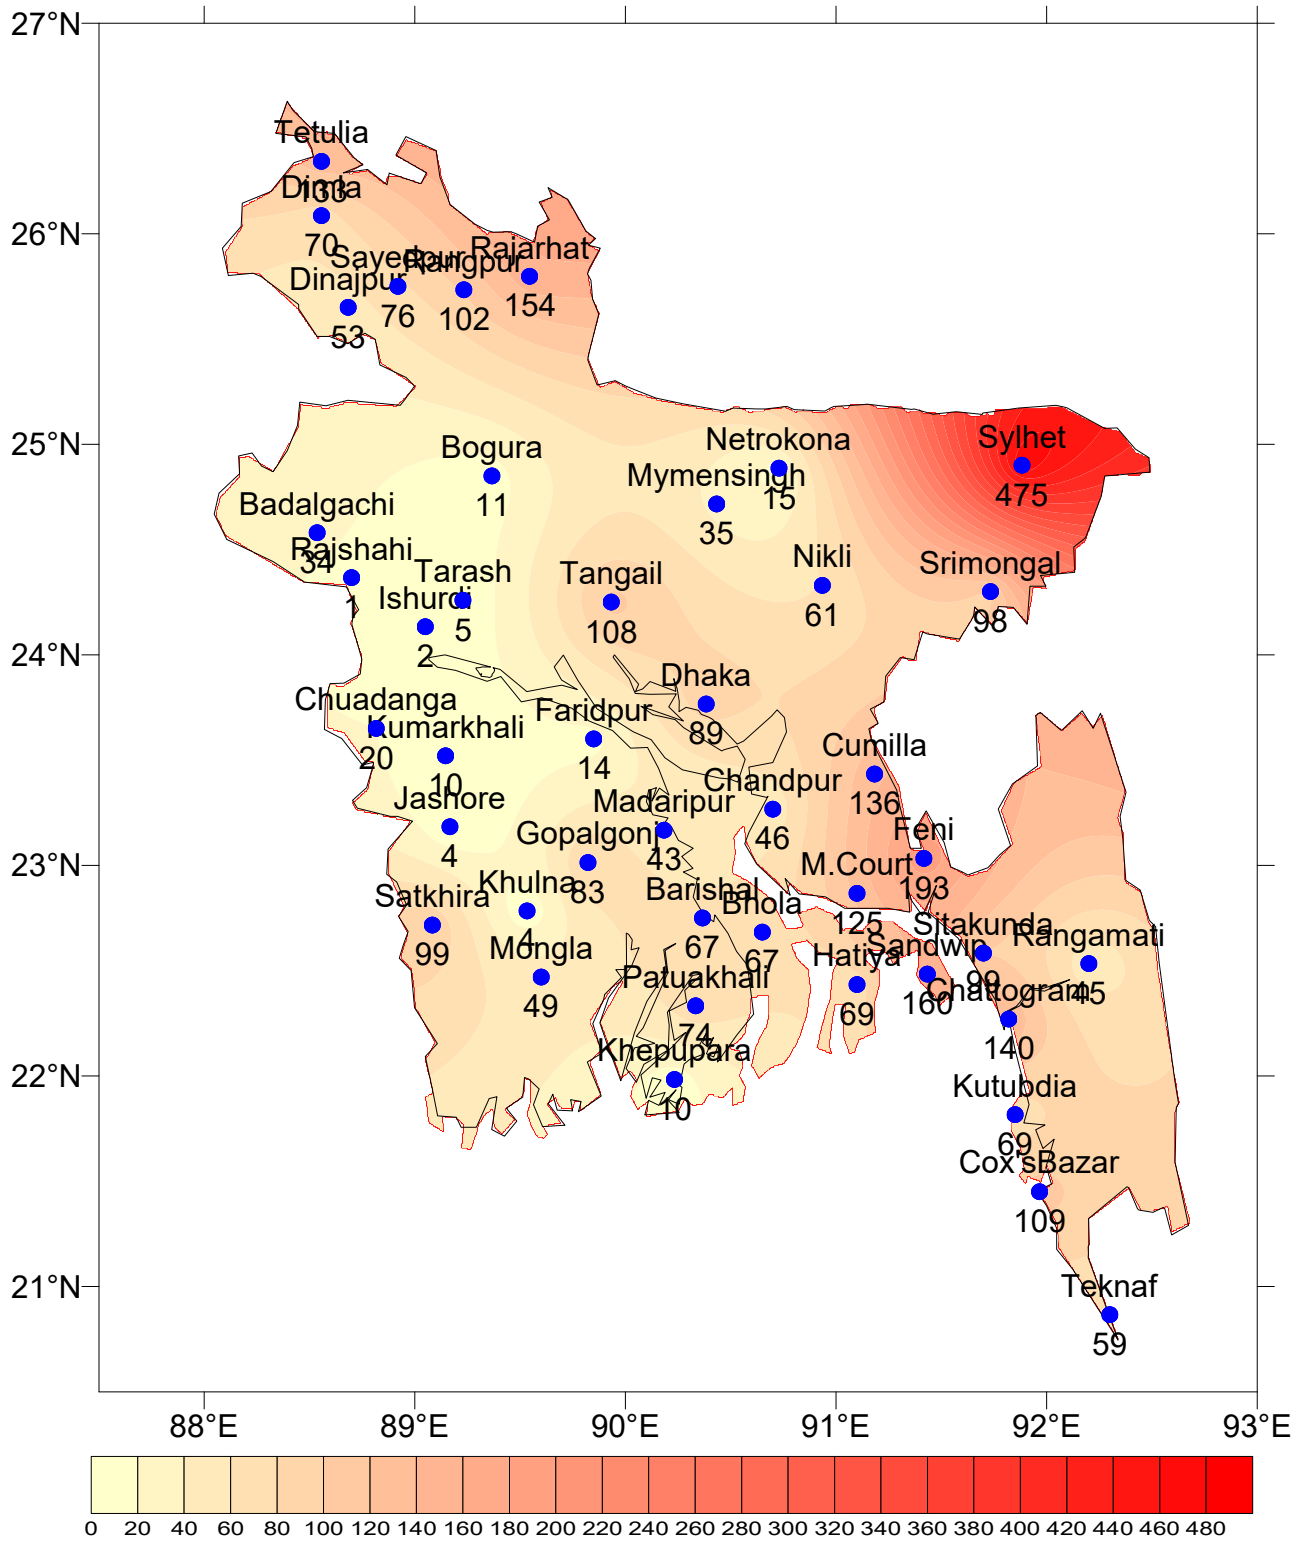 27°N
Tetulia
133
Dimla
26°N
70
Sayedpur
Rangpur
Rajarhat
Dinajpur
76
102
154
53
25°N
Bogura
11
Netrokona
15
Mymensingh
35
Sylhet
475
Badalgachi
34
Rajshahi
1
Tarash
5
Ishurdi
2
Tangail
108
Nikli
61
Srimongal
98
24°N
Dhaka
89
Chuadanga
20
Kumarkhali
10
Faridpur
14
Cumilla
136
Chandpur
46
Jashore
4
Madaripur
43
Gopalgonj
83
Feni
193
23°N
M.Court
125
Satkhira
99
Khulna
4
Barishal
67
Bhola
67
Sitakunda
99
Rangamati
45
Mongla
49
Hatiya
69
Sandwip
160
Patuakhali
74
Chattogram
140
22°N
Khepupara
10
Kutubdia
69
Cox'sBazar
109
21°N
Teknaf
59
88°E 89°E 90°E 91°E 92°E 93°E
0 20 40 60 80 100 120 140 160 180 200 220 240 260 280 300 320 340 360 380 400 420 440 460 480